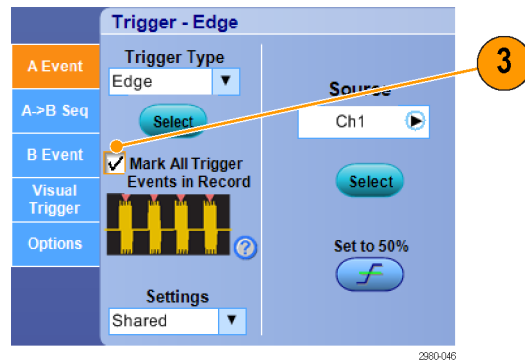 Trigger - Edge
A Event
A->B Seq
B Event
Visual
Trigger
Options
Trigger Type
Edge
Select
Mark All Trigger
Events in Record
?
Settings
Shared
Source
Ch1
Select
Set to 50%
3
2980-046